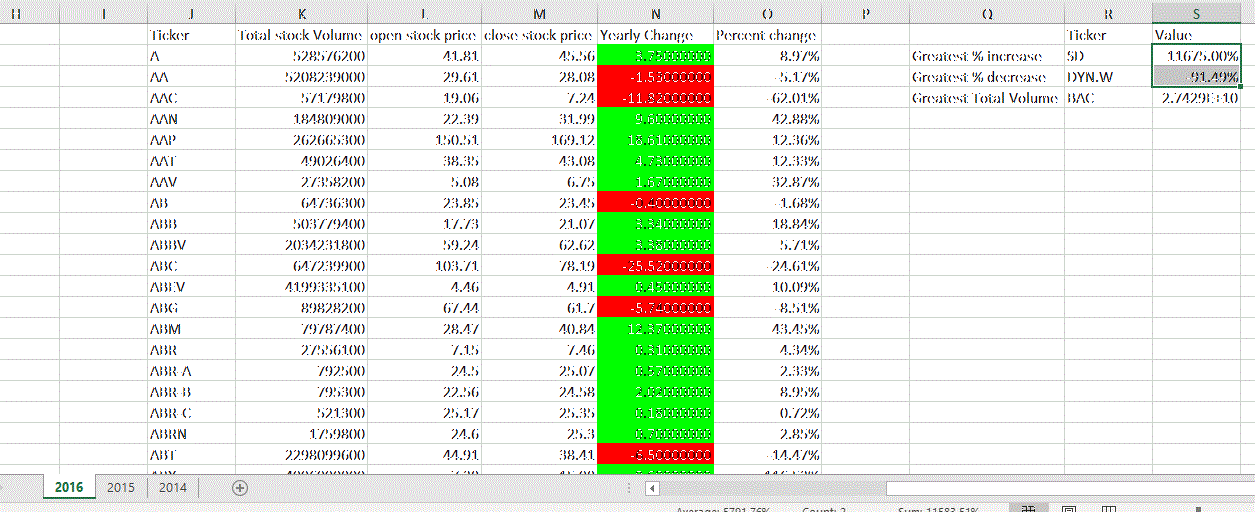 H I J K L M N O P Q R S
Ticker Total stock Volume open stock price close stock price Yearly Change Percent change Ticker Value
A 528576200 41.81 45.56 3.75000000 8.97% Greatest % increase SD 11675.00%
AA 5208239000 29.61 28.08 -1.53000000 -5.17% Greatest % decrease DYN.W -91.49%
AAC 57179800 19.06 7.24 -11.82000000 -62.01% Greatest Total Volume BAC 2.7429E+10
AAN 184809000 22.39 31.99 9.60000000 42.88%
AAP 262665300 150.51 169.12 18.61000000 12.36%
AAT 49026400 38.35 43.08 4.73000000 12.33%
AAV 27358200 5.08 6.75 1.67000000 32.87%
AB 64736300 23.85 23.45 -0.40000000 -1.68%
ABB 503779400 17.73 21.07 3.34000000 18.84%
ABBV 2034231800 59.24 62.62 3.38000000 5.71%
ABC 647239900 103.71 78.19 -25.52000000 -24.61%
ABEV 4199335100 4.46 4.91 0.45000000 10.09%
ABG 89828200 67.44 61.7 -5.74000000 -8.51%
ABM 79787400 28.47 40.84 12.37000000 43.45%
ABR 27556100 7.15 7.46 0.31000000 4.34%
ABR-A 792500 24.5 25.07 0.57000000 2.33%
ABR-B 795300 22.56 24.58 2.02000000 8.95%
ABR-C 521300 25.17 25.35 0.18000000 0.72%
ABRN 1759800 24.6 25.3 0.70000000 2.85%
ABT 2298099600 44.91 38.41 -6.50000000 -14.47%
2016 2015 2014
Average: 5791.76% Count: 2 Sum: 11583.51%